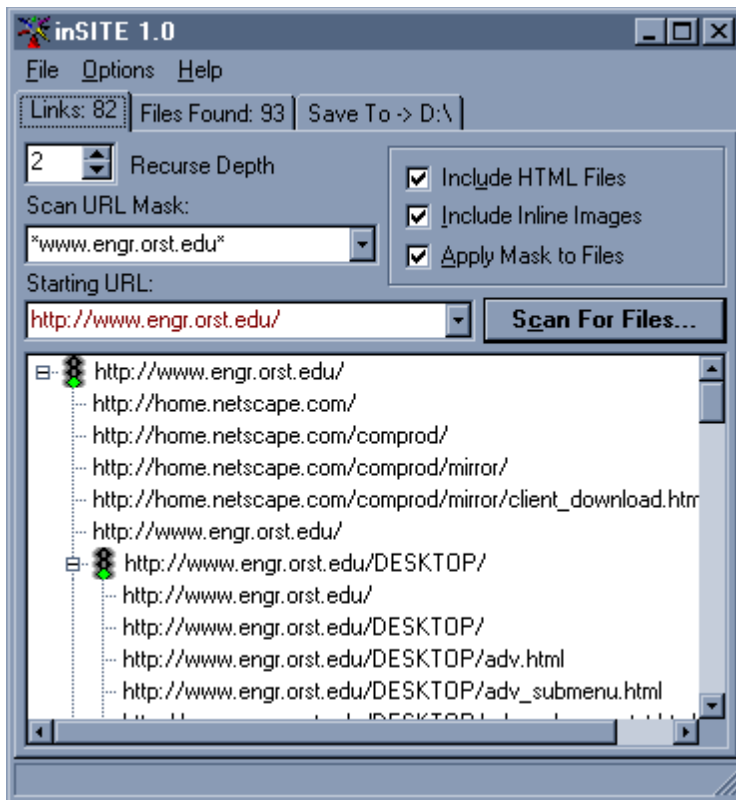 inSITE 1.0
File Options Help
Links: 82 Files Found: 93 Save To -> D:\
2 Recurse Depth
Include HTML Files
Scan URL Mask:
Include Inline Images
*www.engr.orst.edu*
Apply Mask to Files
Starting URL:
http://www.engr.orst.edu/ Scan For Files...
http://www.engr.orst.edu/
http://home.netscape.com/
http://home.netscape.com/comprod/
http://home.netscape.com/comprod/mirror/
http://home.netscape.com/comprod/mirror/client_download.htm
http://www.engr.orst.edu/
http://www.engr.orst.edu/DESKTOP/
http://www.engr.orst.edu/
http://www.engr.orst.edu/DESKTOP/
http://www.engr.orst.edu/DESKTOP/adv.html
http://www.engr.orst.edu/DESKTOP/adv_submenu.html